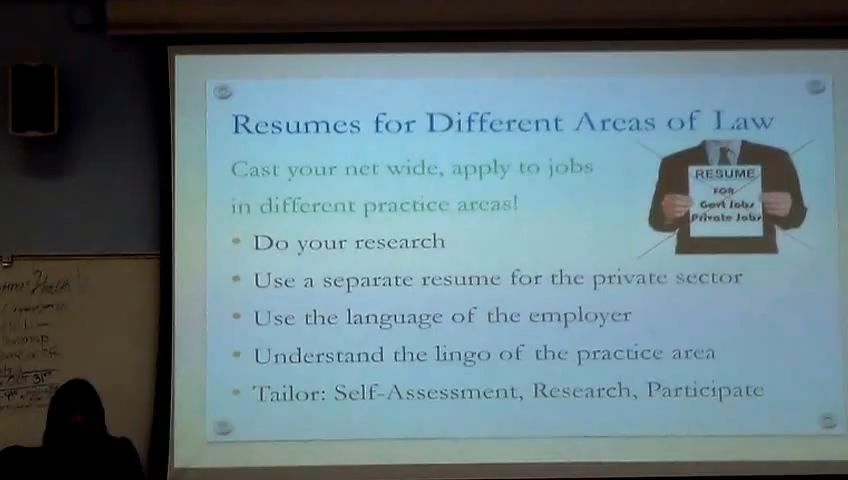 Resumes for Different Areas of Law
Cast your net wide, apply to jobs
in different practice areas!
• Do your research
• Use a separate resume for the private sector
• Use the language of the employer
• Understand the lingo of the practice area
• Tailor: Self-Assessment, Research, Participate
RESUME
FOR
Govt Jobs
Private Jobs